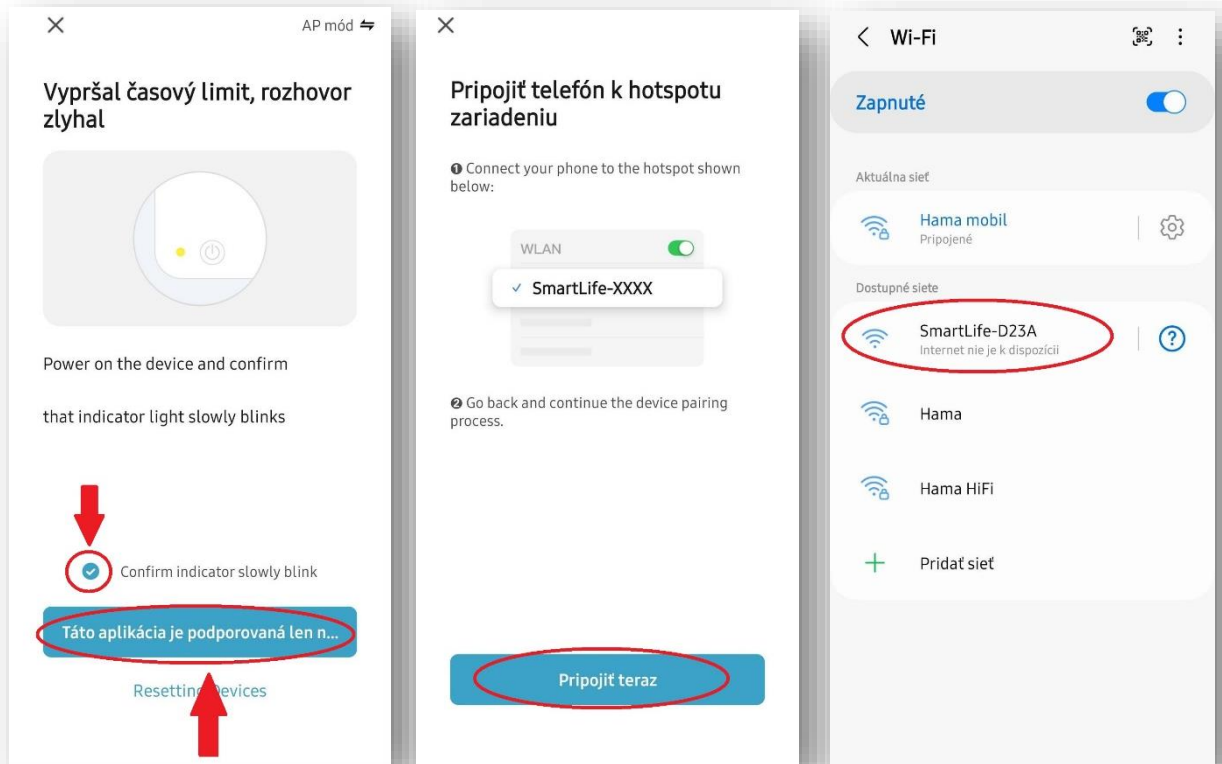 AP mód
Vypršal časový limit, rozhovor
zlyhal
Power on the device and confirm
that indicator light slowly blinks
Confirm indicator slowly blink
Táto aplikácia je podporovaná len n...
Resetting Devices
Pripojiť telefón k hotspotu
zariadeniu
❶ Connect your phone to the hotspot shown
below:
WLAN
SmartLife-XXXX
❷ Go back and continue the device pairing
process.
Pripojiť teraz
Wi-Fi
Zapnuté
Aktuálna sieť
Hama mobil
Pripojené
Dostupné siete
SmartLife-D23A
Internet nie je k dispozícii
Hama
Hama HiFi
Pridať sieť